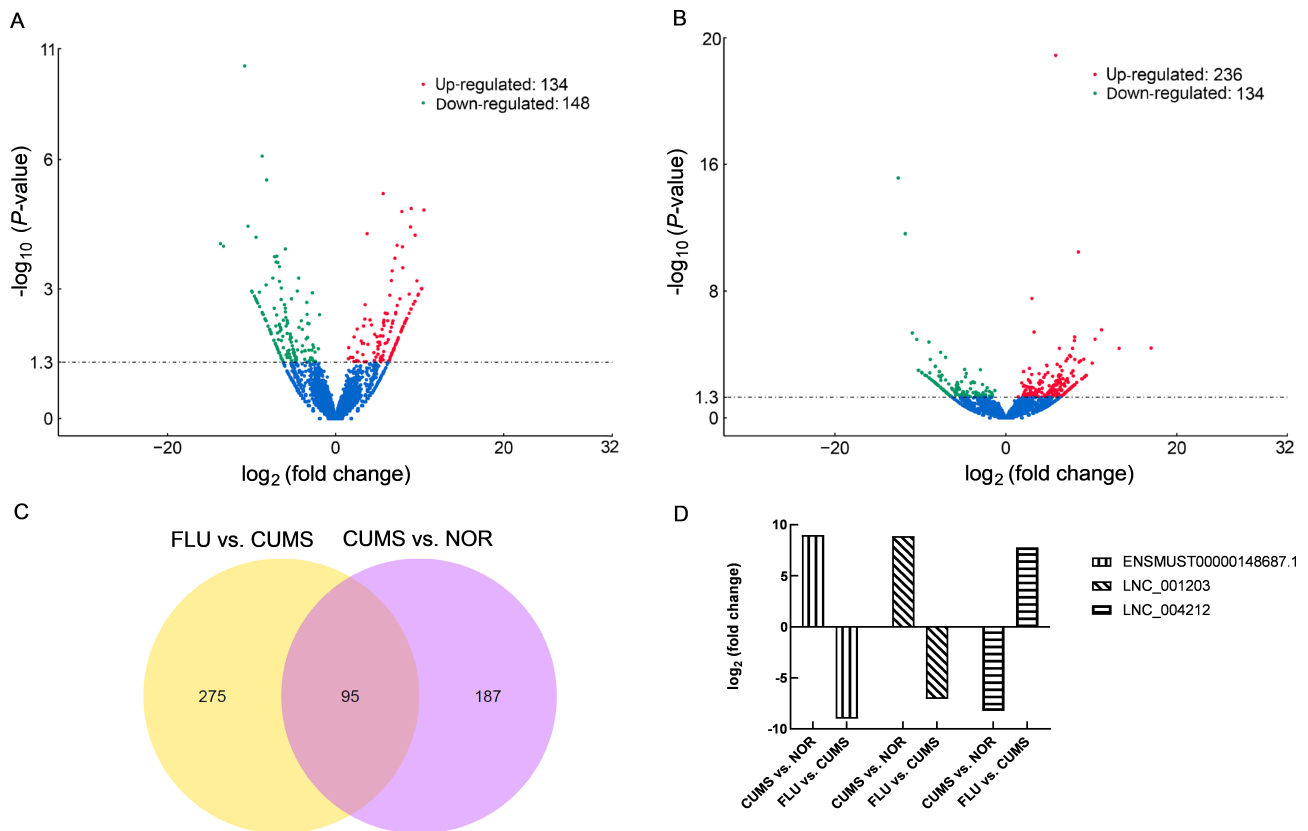 A
11
6
3
1.3
0
-log10 (P-value)
Up-regulated: 134
Down-regulated: 148
−20
0
20
32
log2 (fold change)
B
20
16
8
1.3
0
-log10 (P-value)
Up-regulated: 236
Down-regulated: 134
−20
0
20
32
log2 (fold change)
C
FLU vs. CUMS
CUMS vs. NOR
275
95
187
D
10
5
0
-5
-10
log2 (fold change)
CUMS vs. NOR
FLU vs. CUMS
CUMS vs. NOR
FLU vs. CUMS
CUMS vs. NOR
FLU vs. CUMS
ENSMUST00000148687.1
LNC_001203
LNC_004212